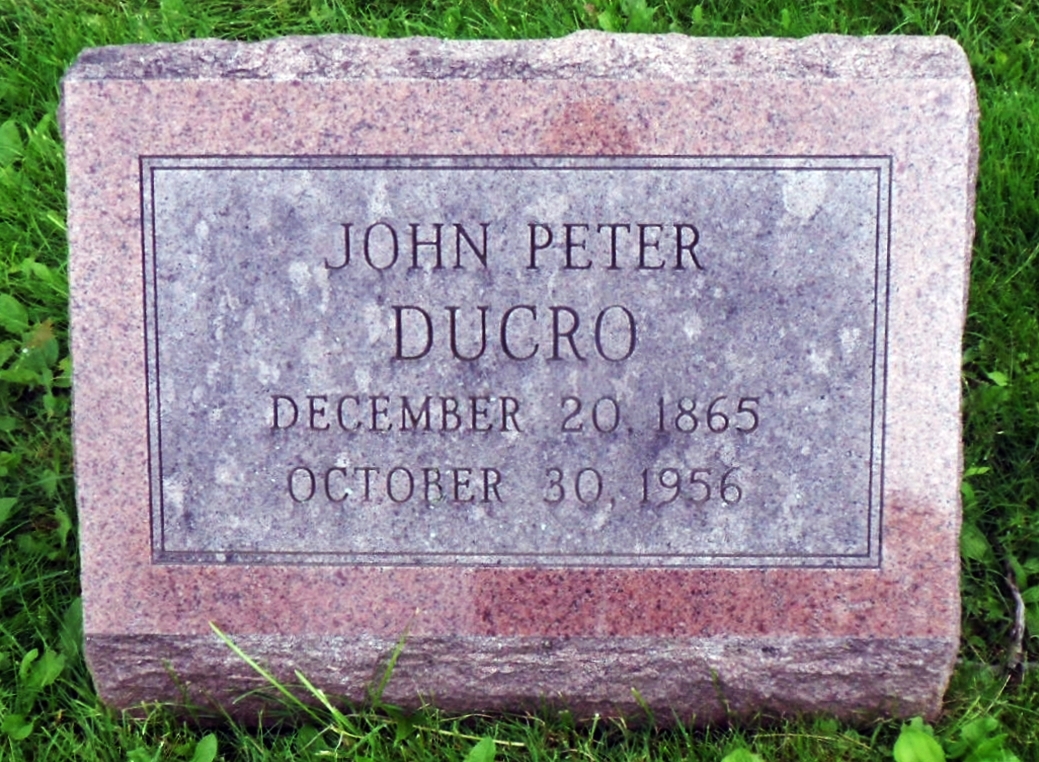 JOHN PETER
DUCRO
DECEMBER 20, 1865
OCTOBER 30, 1956